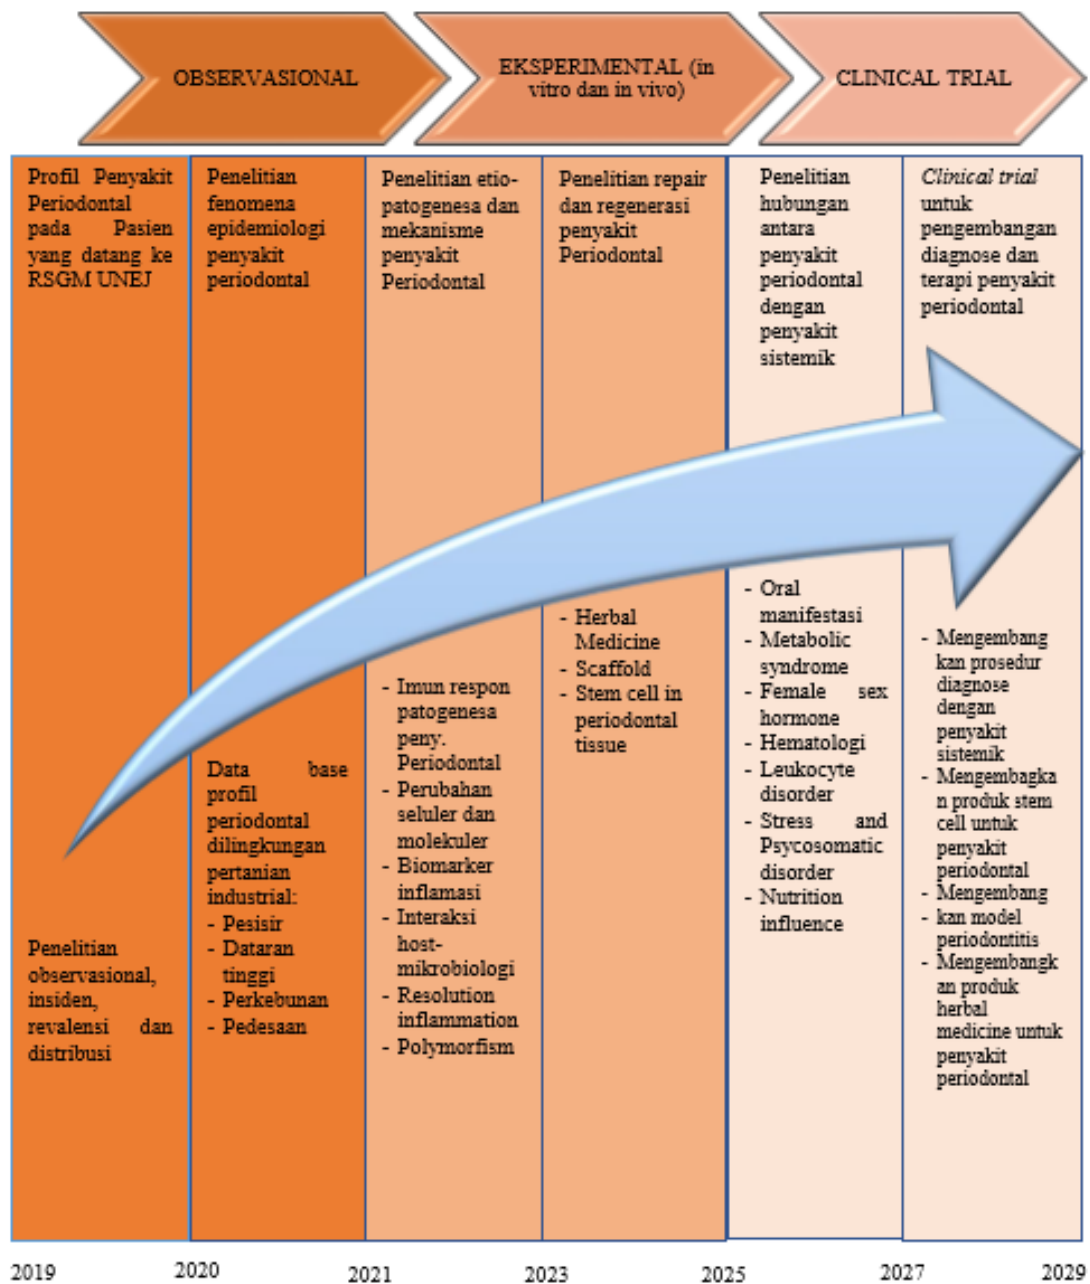 OBSERVASIONAL
EKSPERIMENTAL (in
vitro dan in vivo)
CLINICAL TRIAL
Profil Penyakit
Periodontal
pada Pasien
yang datang ke
RSGM UNEJ
Penelitian
observasional,
insiden,
revalensi dan
distribusi
Penelitian
fenomena
epidemiologi
penyakit
periodontal
Data base
profil
periodontal
dilingkungan
pertanian
industrial:
- Pesisir
- Dataran
tinggi
- Perkebunan
- Pedesaan
Penelitian etio-
patogenesa dan
mekanisme
penyakit
Periodontal
- Imun respon
patogenesa
peny.
Periodontal
- Perubahan
seluler dan
molekuler
- Biomarker
inflamasi
- Interaksi
host-
mikrobiologi
- Resolution
inflammation
- Polymorfism
Penelitian repair
dan regenerasi
penyakit
Periodontal
- Herbal
Medicine
- Scaffold
- Stem cell in
periodontal
tissue
Penelitian
hubungan
antara
penyakit
periodontal
dengan
penyakit
sistemik
- Oral
manifestasi
- Metabolic
syndrome
- Female sex
hormone
- Hematologi
- Leukocyte
disorder
- Stress and
Psycosomatic
disorder
- Nutrition
influence
Clinical trial
untuk
pengembangan
diagnose dan
terapi penyakit
periodontal
- Mengembang
kan prosedur
diagnose
dengan
penyakit
sistemik
- Mengembagka
n produk stem
cell untuk
penyakit
periodontal
- Mengembang
- kan model
periodontitis
- Mengembangk
an produk
herbal
medicine untuk
penyakit
periodontal
2019
2020
2021
2023
2025
2027
2029